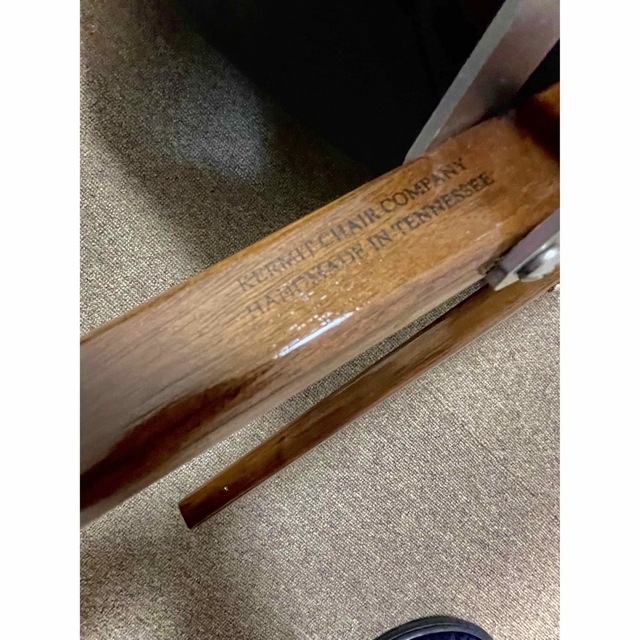 KERMIT CHAIR COMPANY
HANDMADE IN TENNESSEE